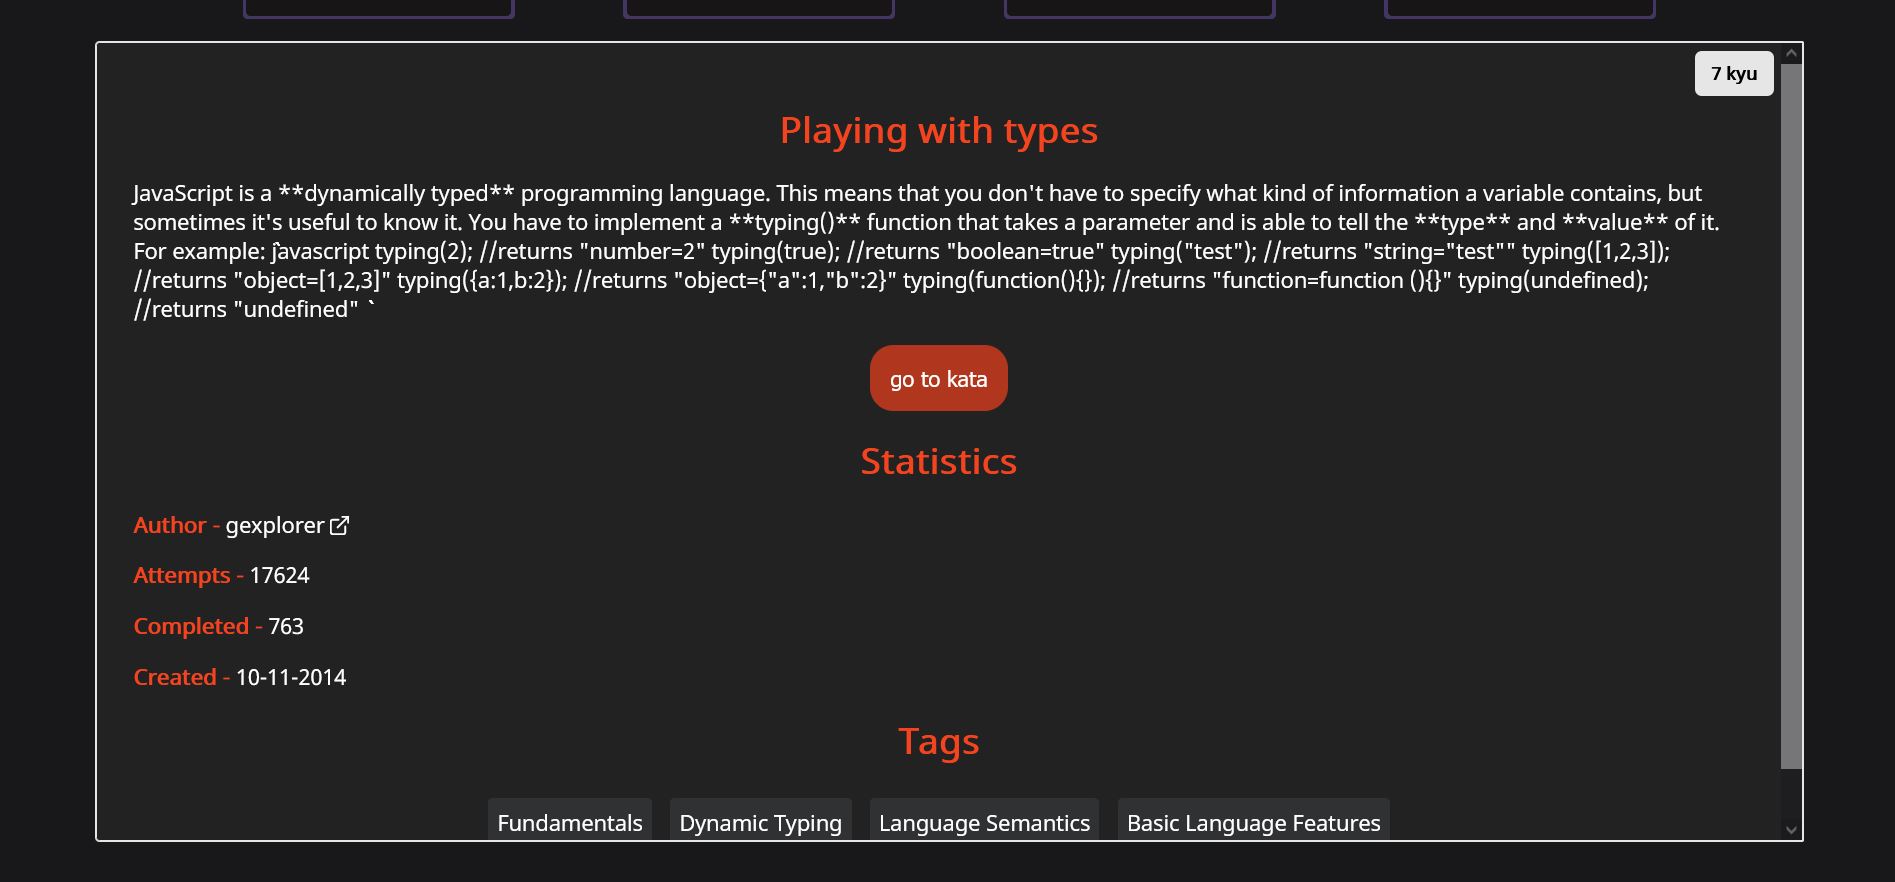 7 kyu
Playing with types
JavaScript is a **dynamically typed** programming language. This means that you don't have to specify what kind of information a variable contains, but
sometimes it's useful to know it. You have to implement a **typing()** function that takes a parameter and is able to tell the **type** and **value** of it.
For example: j̀avascript typing(2); //returns "number=2" typing(true); //returns "boolean=true" typing("test"); //returns "string="test"" typing([1,2,3]);
//returns "object=[1,2,3]" typing({a:1,b:2}); //returns "object={"a":1,"b":2}" typing(function(){}); //returns "function=function (){}" typing(undefined);
//returns "undefined" `
go to kata
Statistics
Author - gexplorer
Attempts - 17624
Completed - 763
Created - 10-11-2014
Tags
Fundamentals Dynamic Typing Language Semantics Basic Language Features